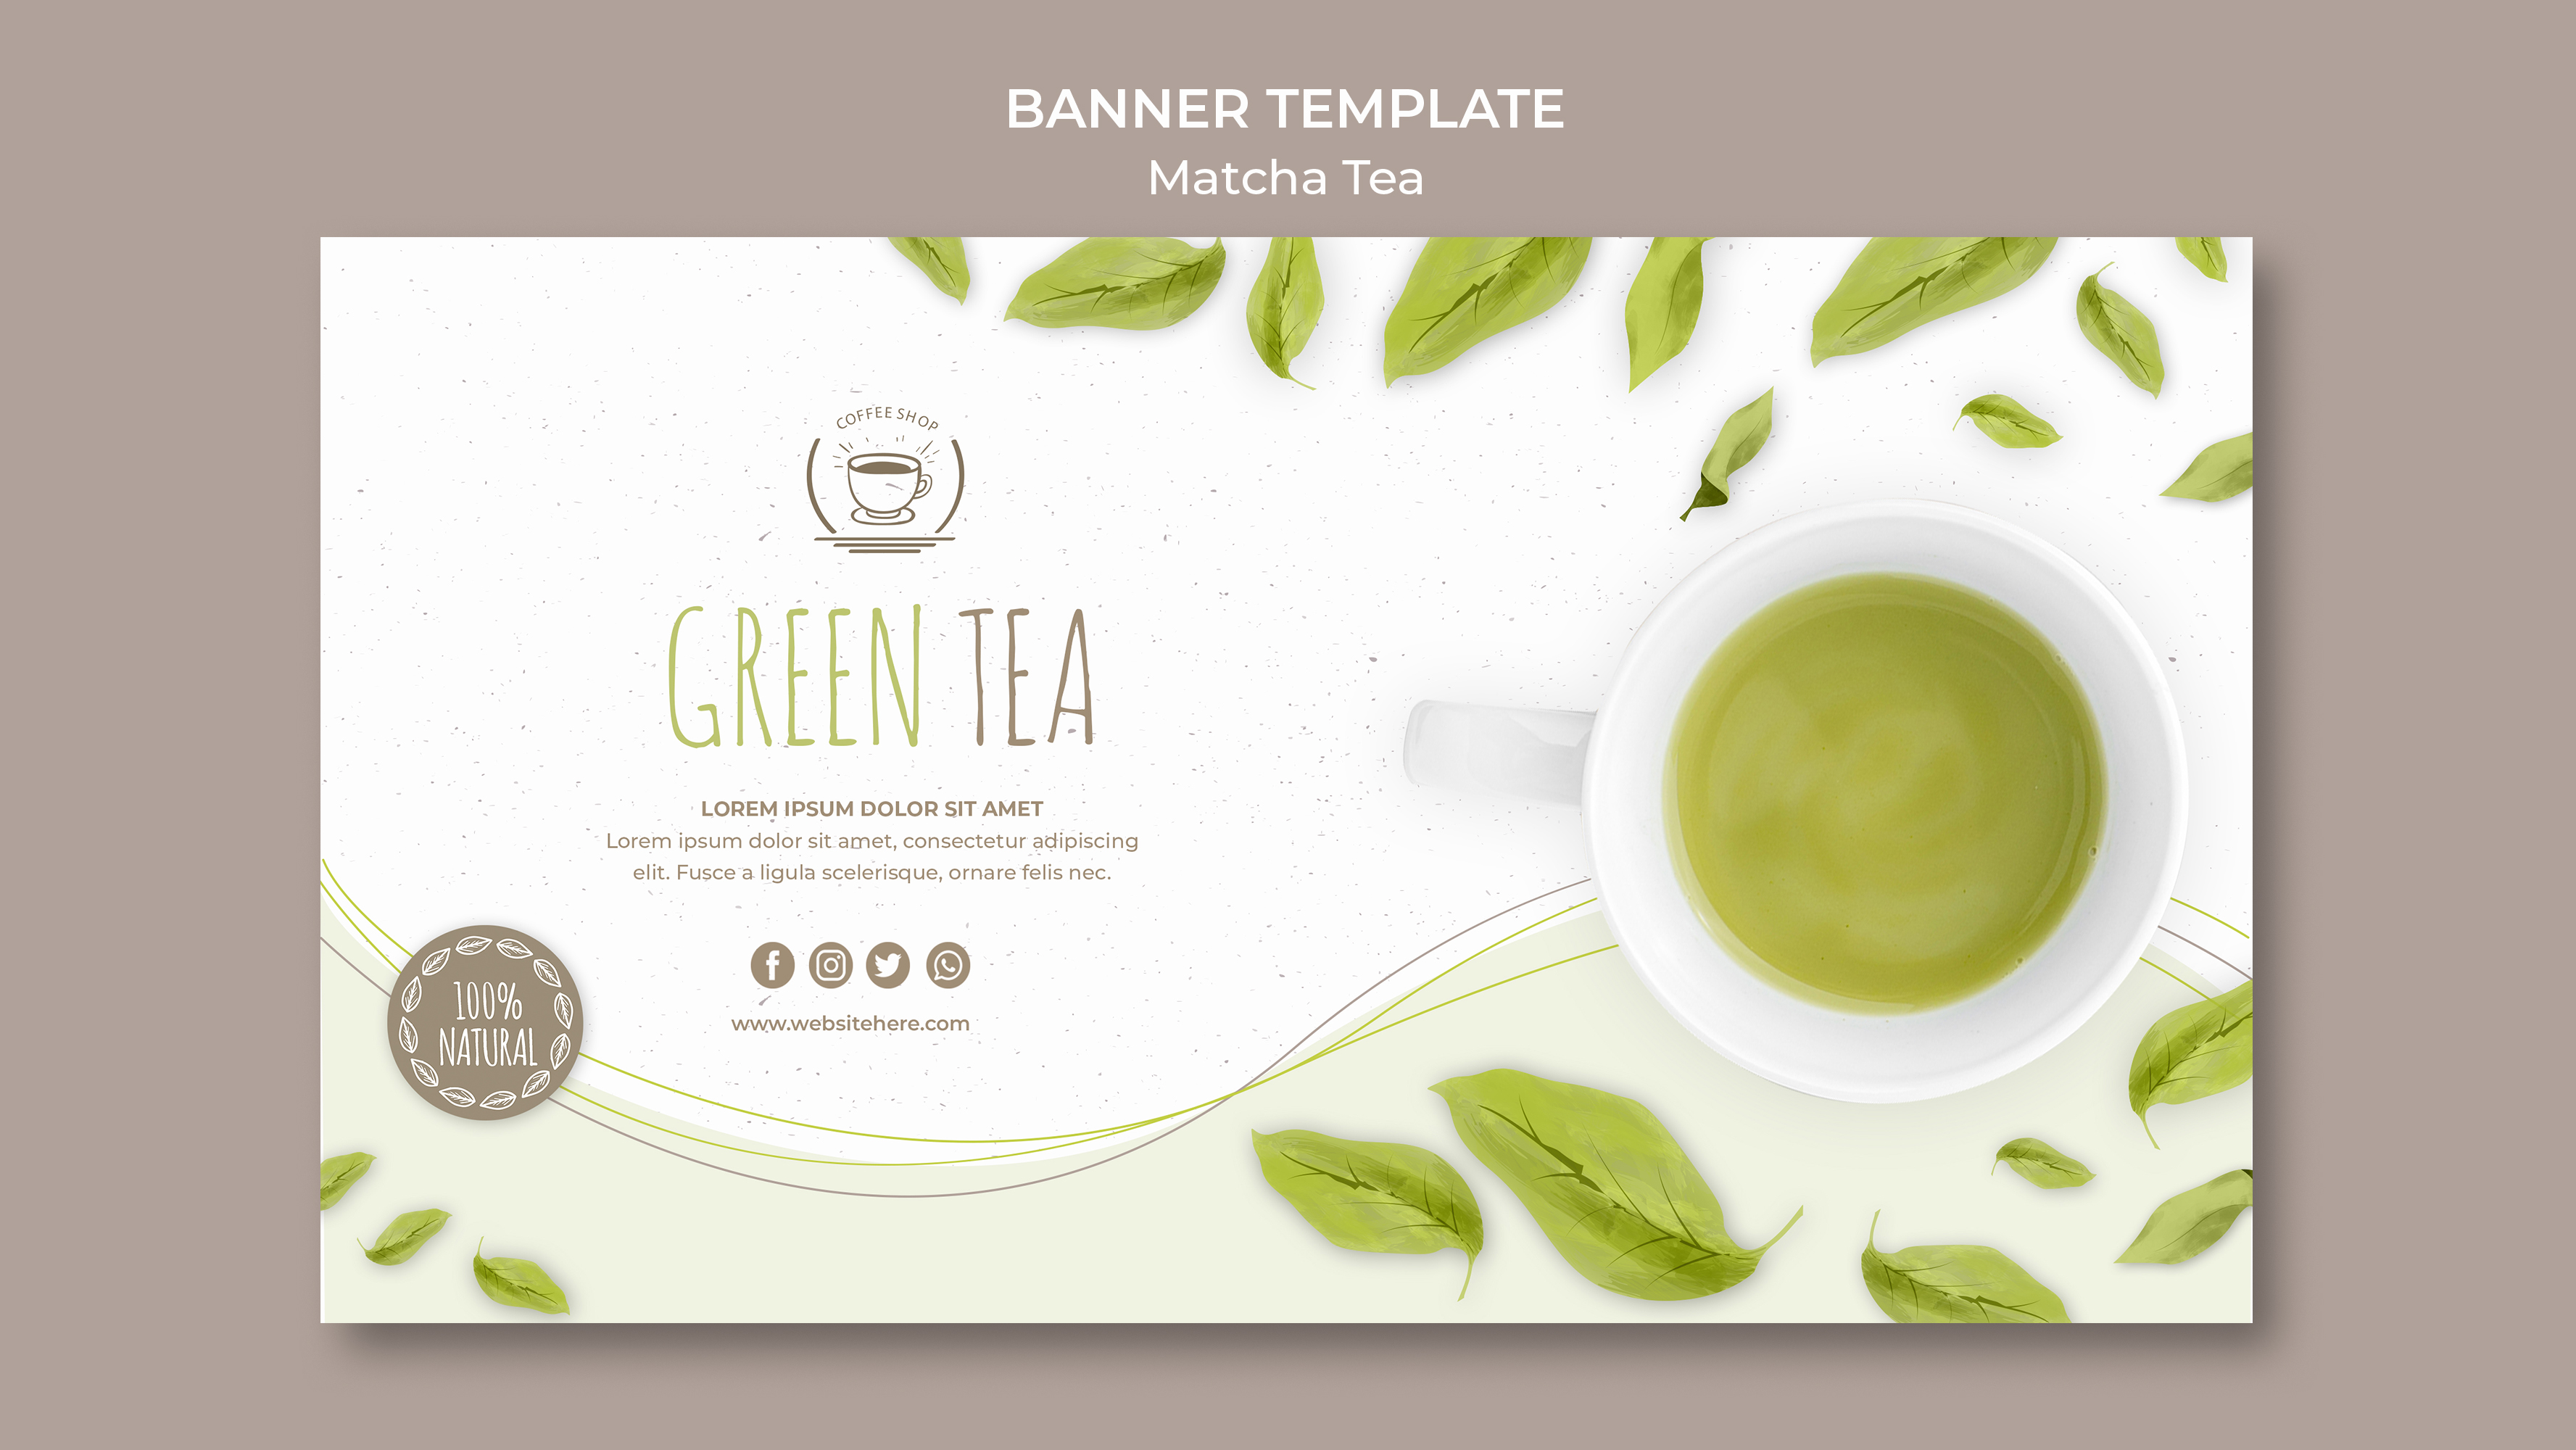 BANNER TEMPLATE
Matcha Tea
COFFEE SHOP
GREEN TEA
LOREM IPSUM DOLOR SIT AMET
Lorem ipsum dolor sit amet, consectetur adipiscing
elit. Fusce a ligula scelerisque, ornare felis nec.
www.websitehere.com
100%
NATURAL